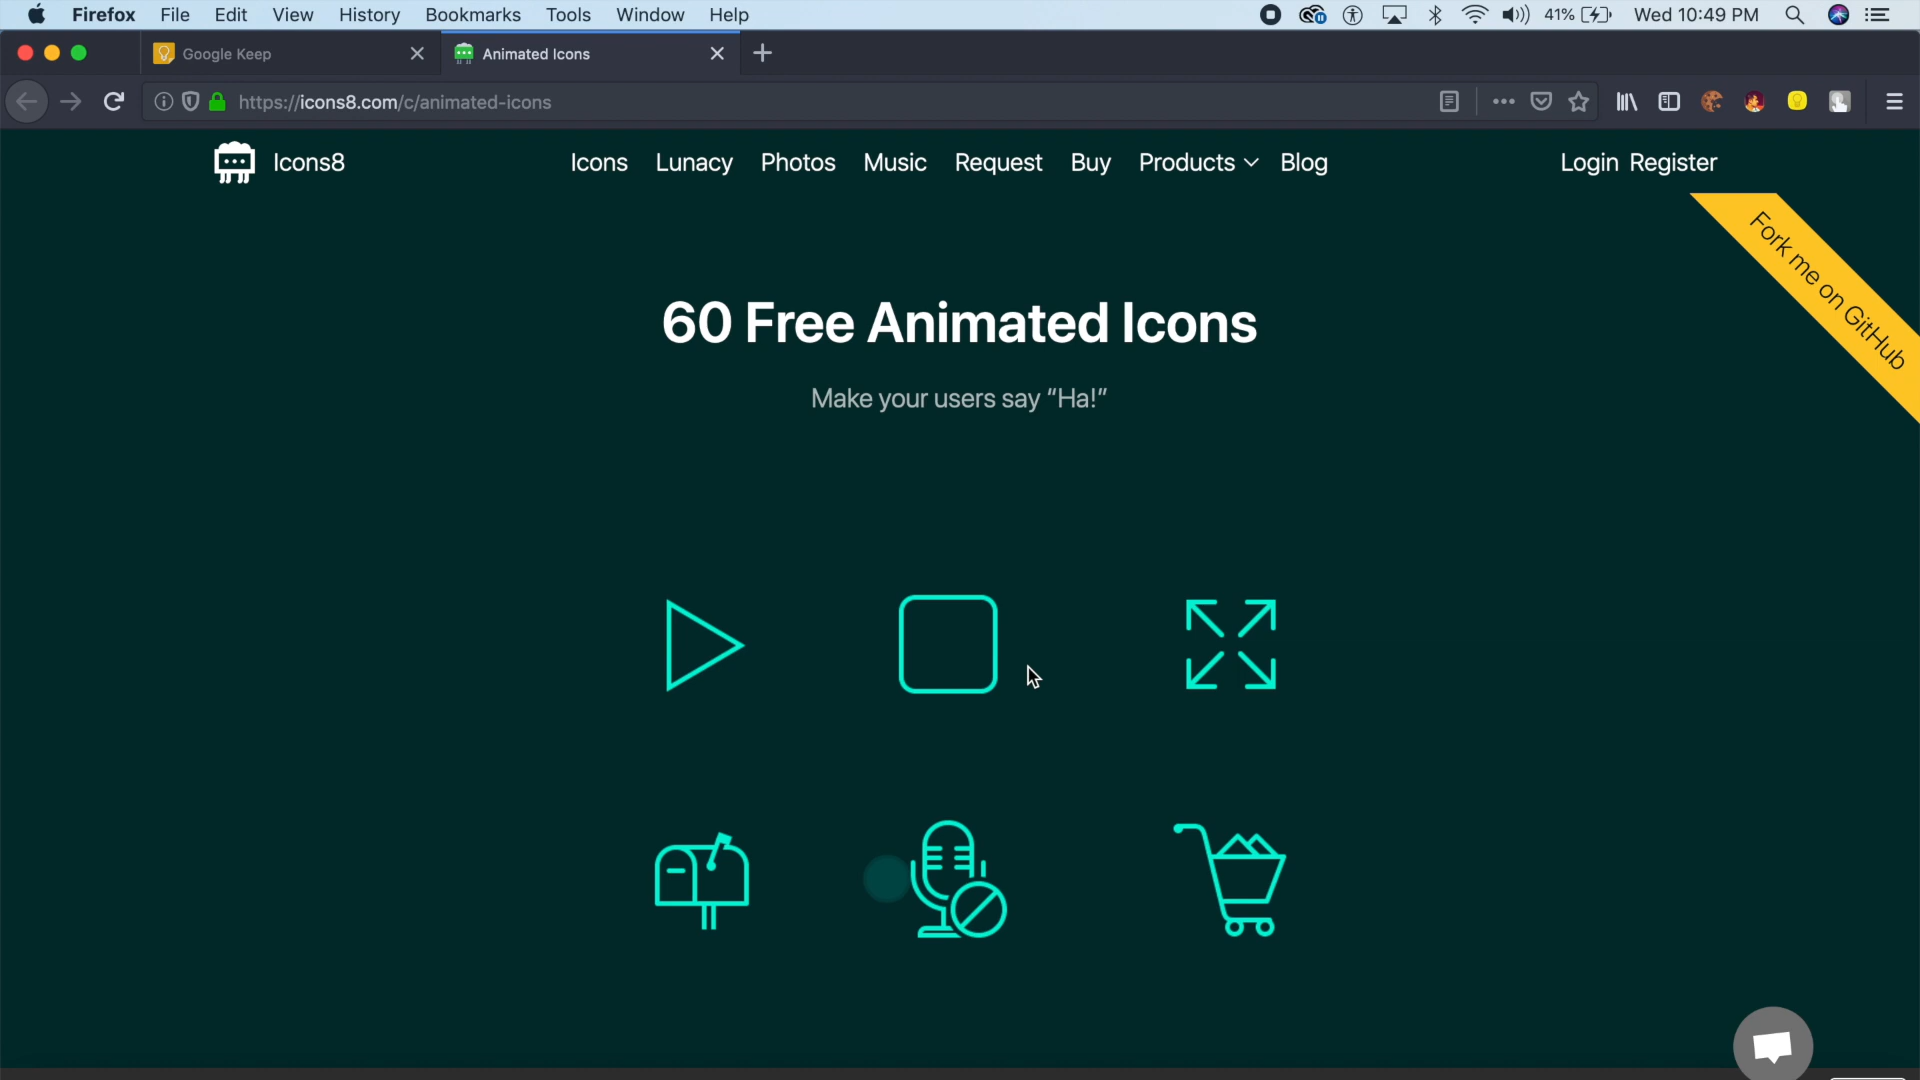 Firefox File Edit View History Bookmarks Tools Window Help 41% Wed 10:49 PM
Google Keep
Animated Icons
https://icons8.com/c/animated-icons
Icons8 Icons Lunacy Photos Music Request Buy Products Blog Login Register
Fork me on GitHub
60 Free Animated Icons
Make your users say “Ha!”